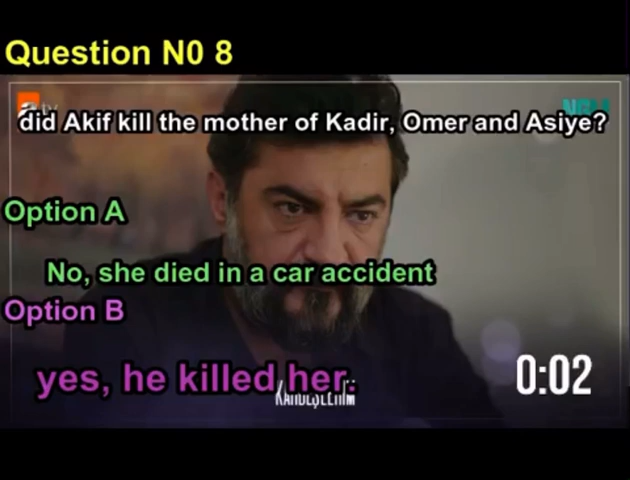 Question N0 8
tv
did Akif kill the mother of Kadir, Omer and Asiye?
Option A
No, she died in a car accident
Option B
yes, he killed her.
0:02